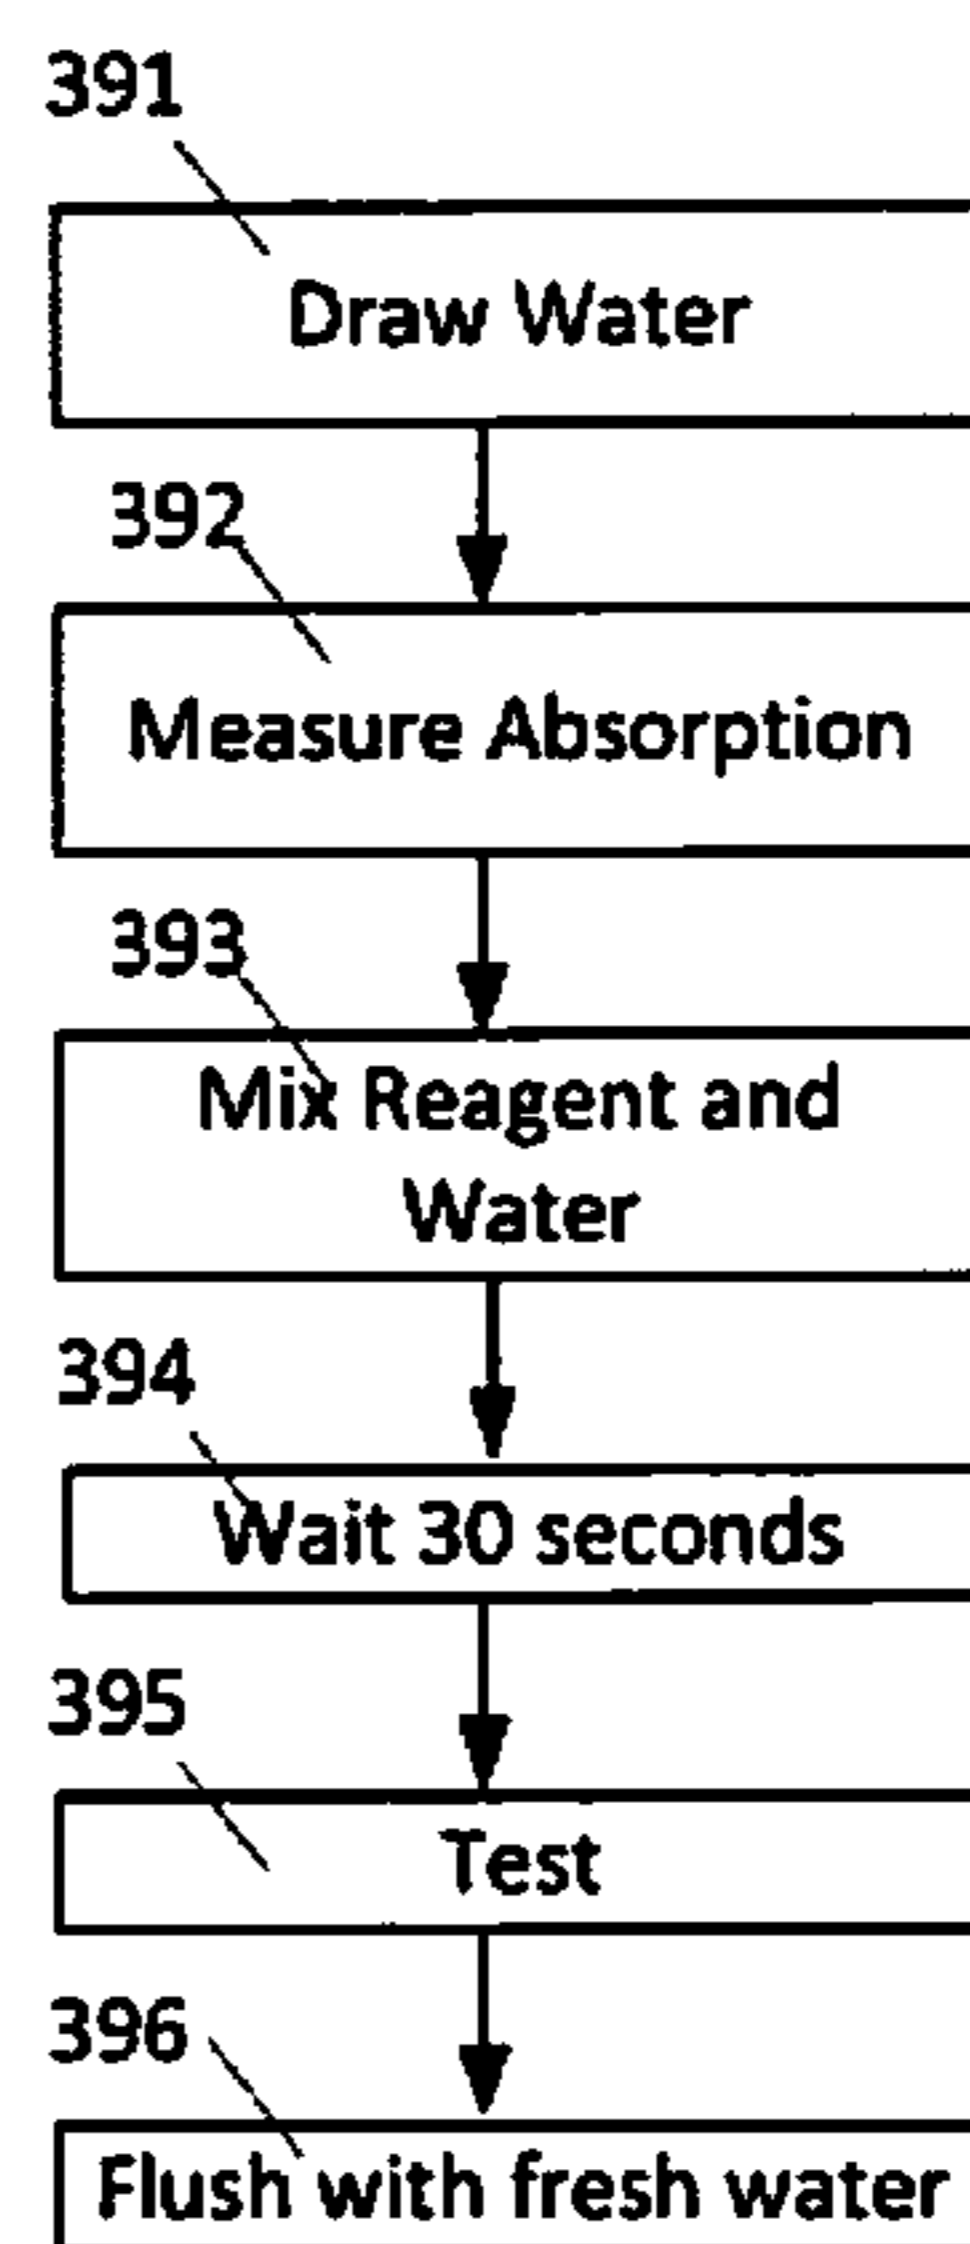 391
Draw Water
392
Measure Absorption
393
Mix Reagent and
Water
394
Wait 30 seconds
395
Test
396
Flush with fresh water